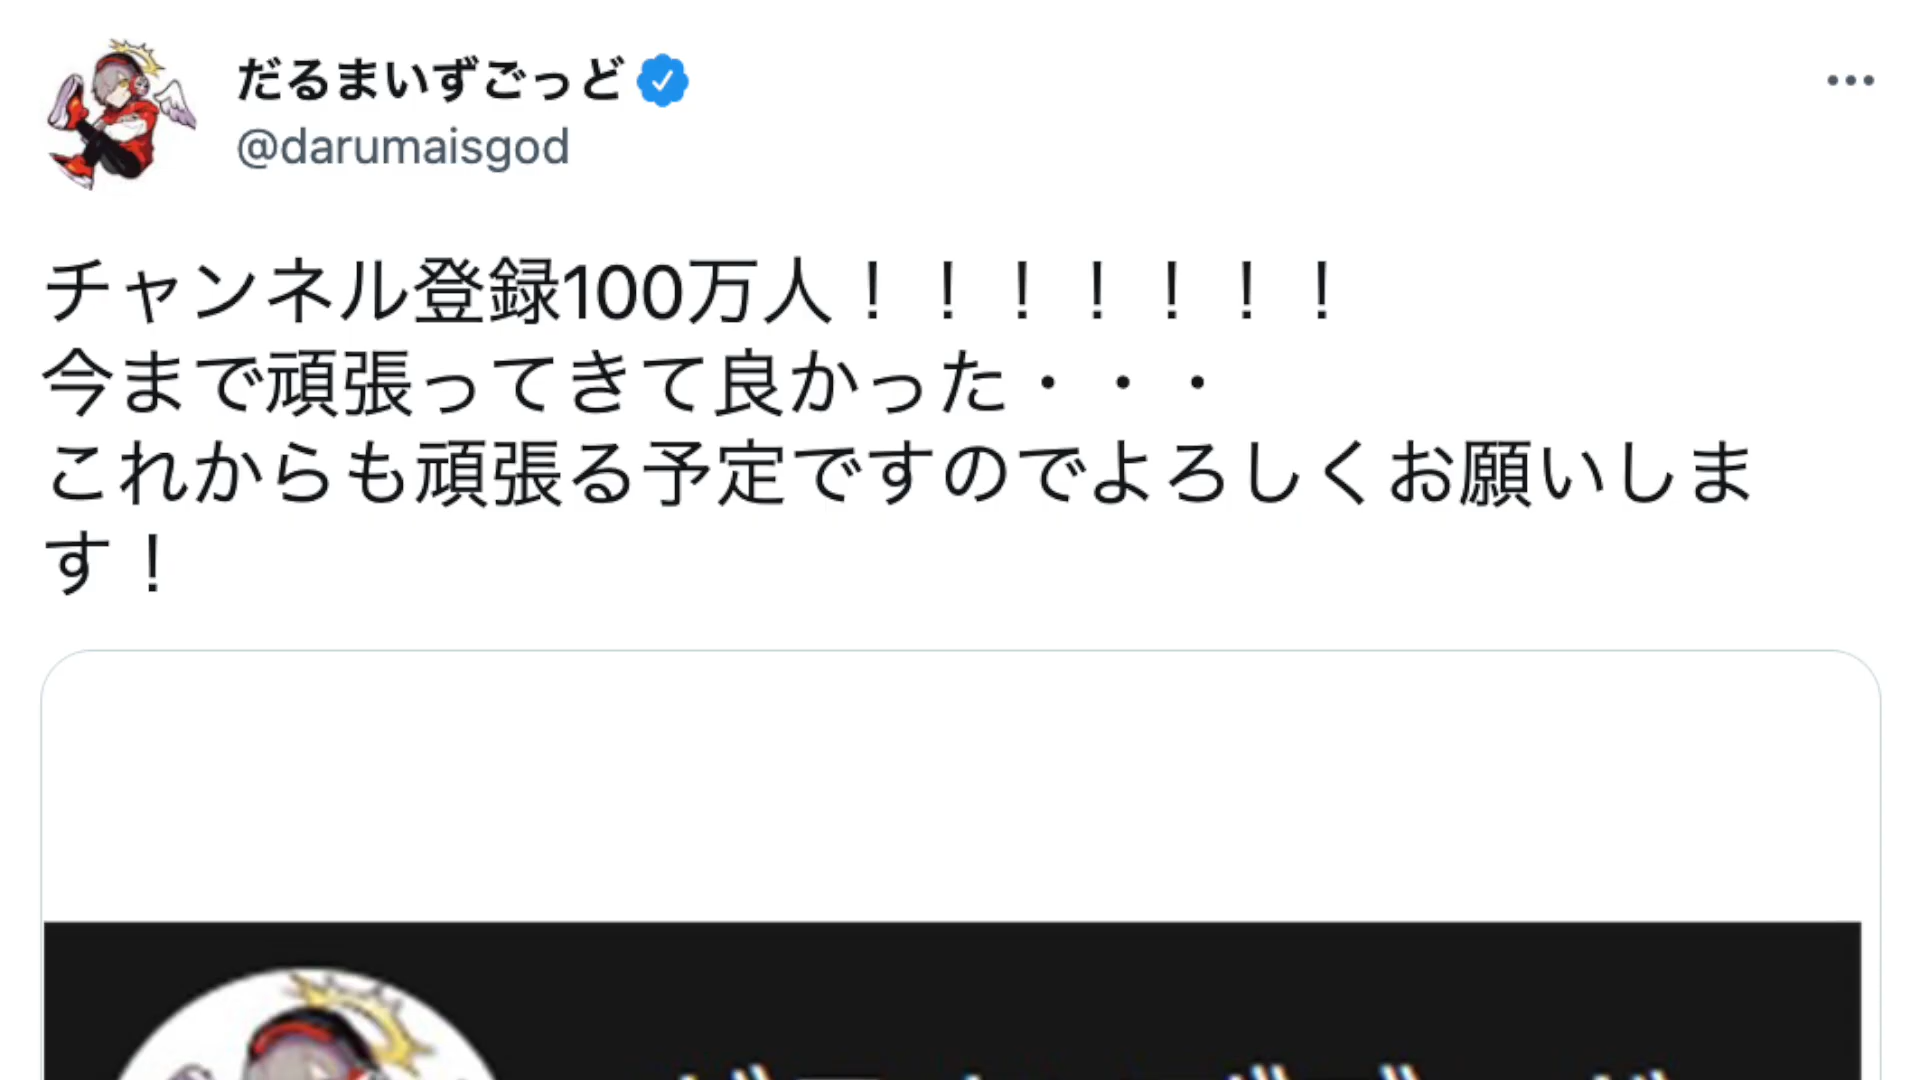 だるまいずごっど
@darumaisgod
チャンネル登録100万人！！！！！！！
今まで頑張ってきて良かった・・・
これからも頑張る予定ですのでよろしくお願いしま
す！